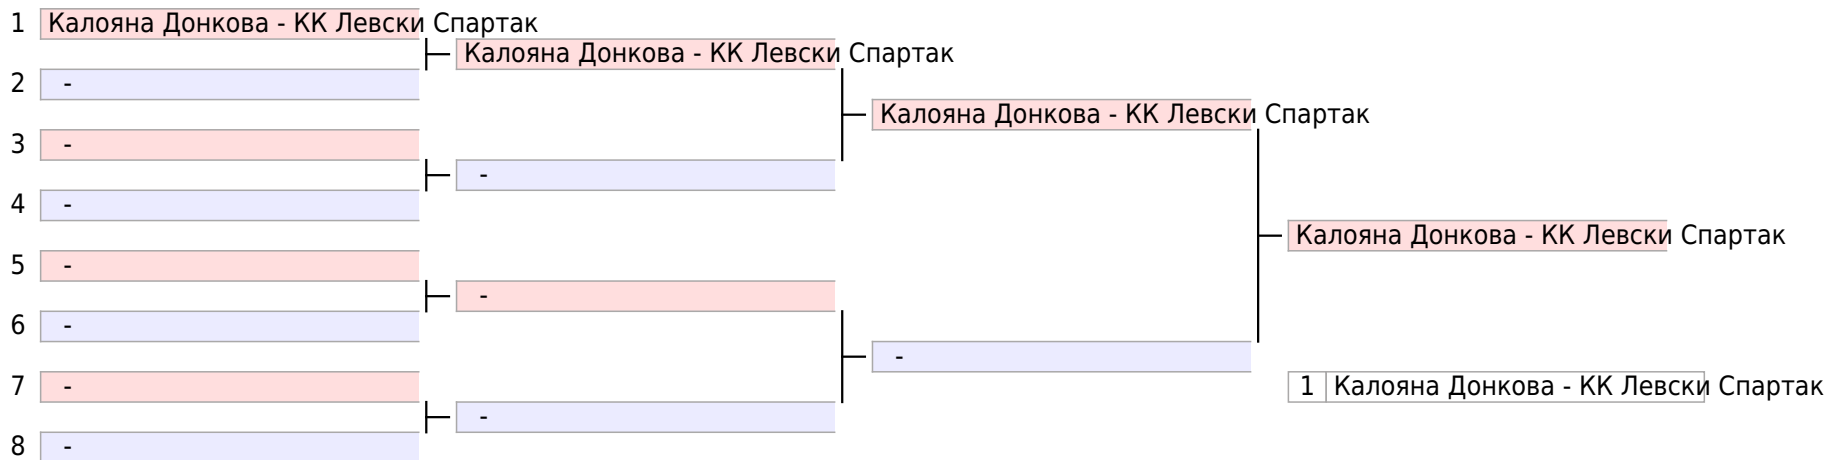 1 Калояна Донкова - КК Левски Спартак
Калояна Донкова - КК Левски Спартак
2 -
Калояна Донкова - КК Левски Спартак
3 -
-
4 -
Калояна Донкова - КК Левски Спартак
5 -
-
6 -
-
7 -
1 Калояна Донкова - КК Левски Спартак
-
8 -